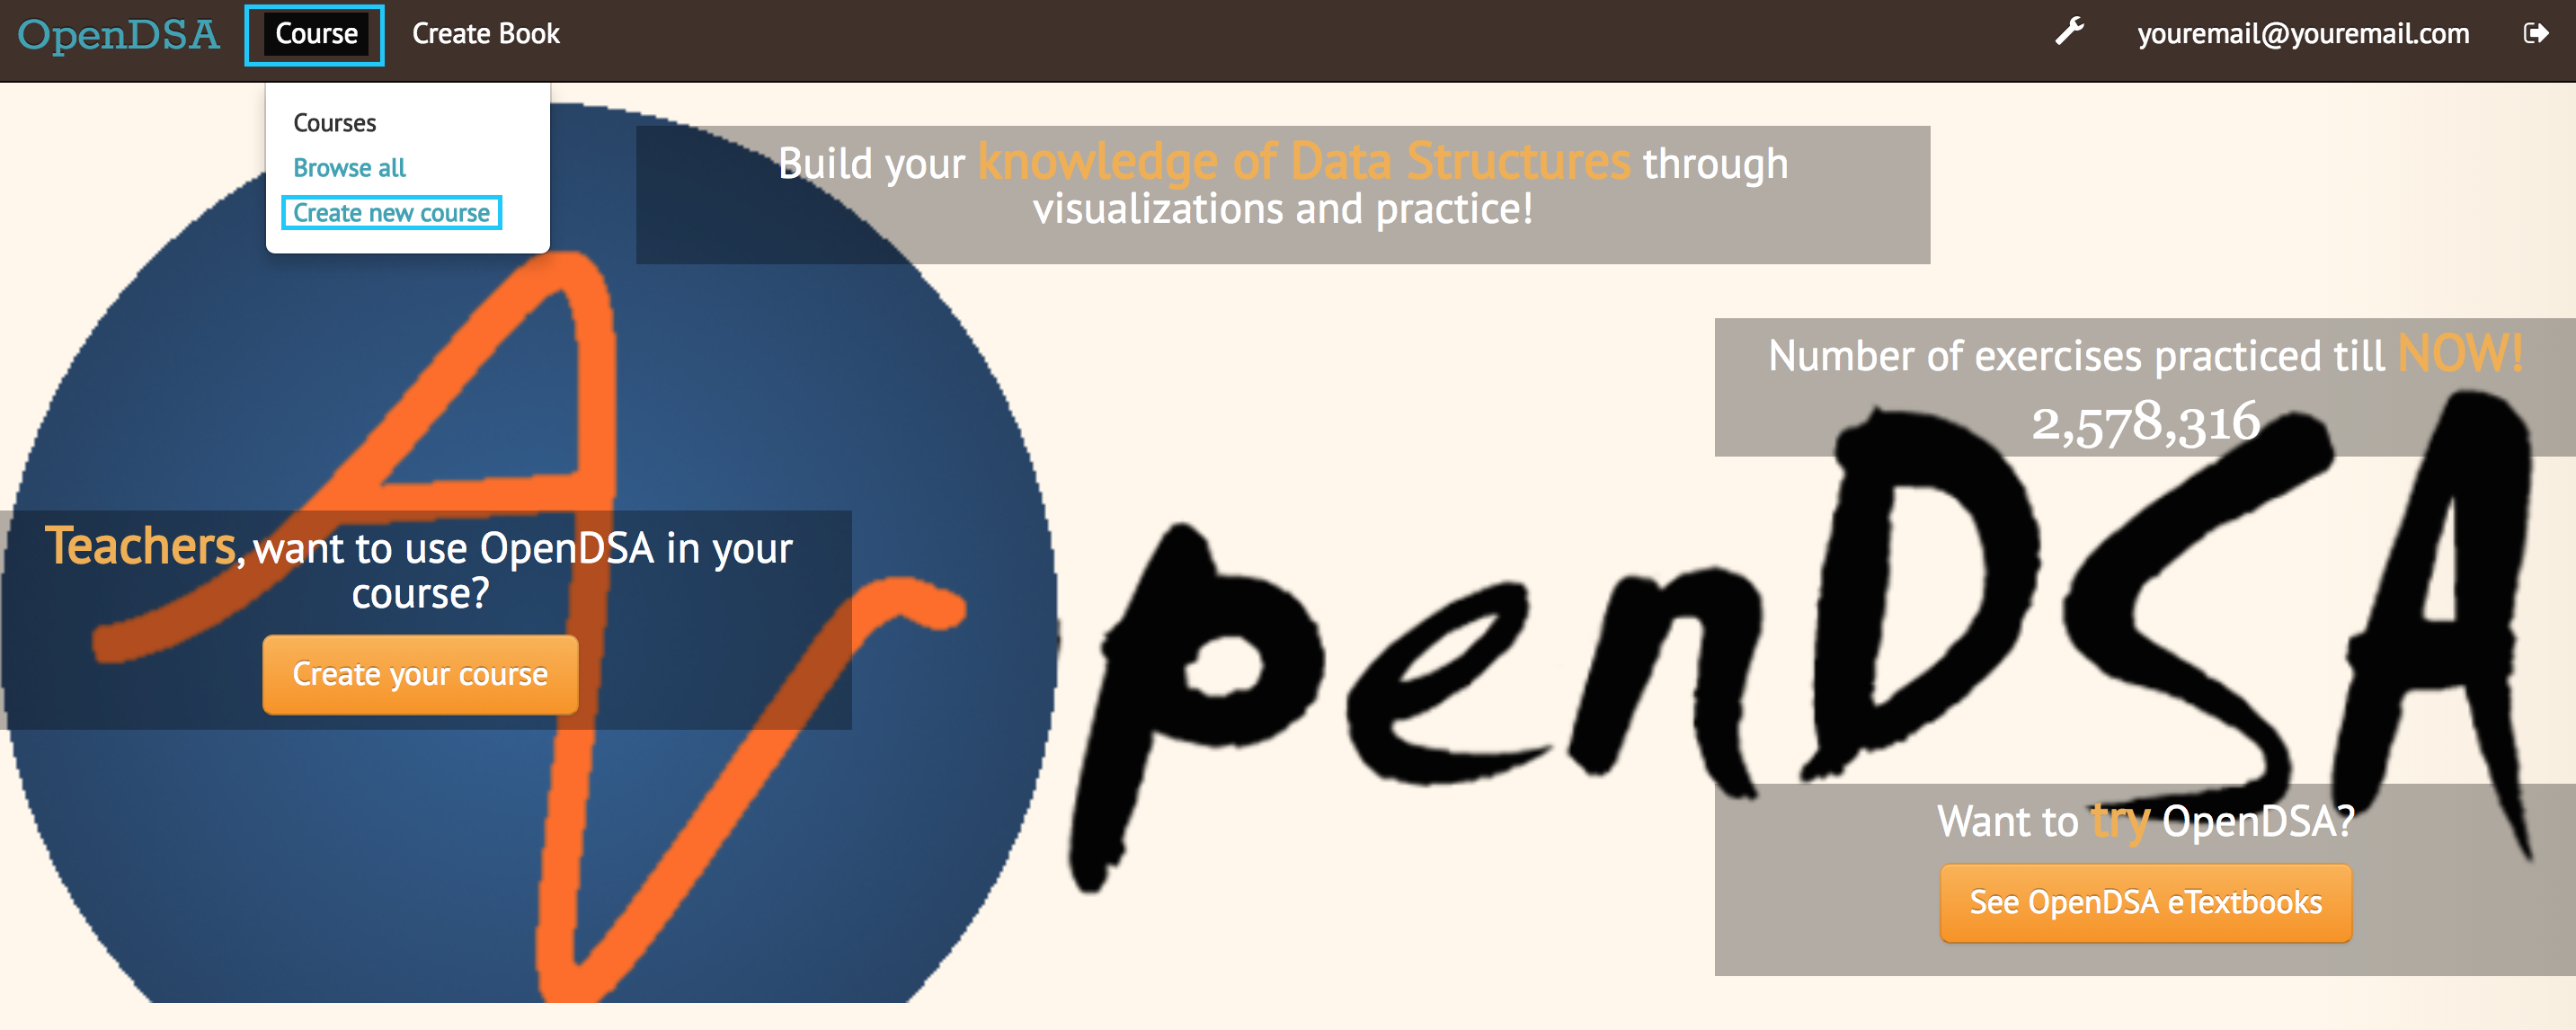 OpenDSA Course Create Book youremail@youremail.com
Courses
Browse all
Create new course
Build your knowledge of Data Structures through
visualizations and practice!
Number of exercises practiced till NOW!
2,578,316
Teachers, want to use OpenDSA in your
course?
Create your course
penDSA
Want to try OpenDSA?
See OpenDSA eTextbooks